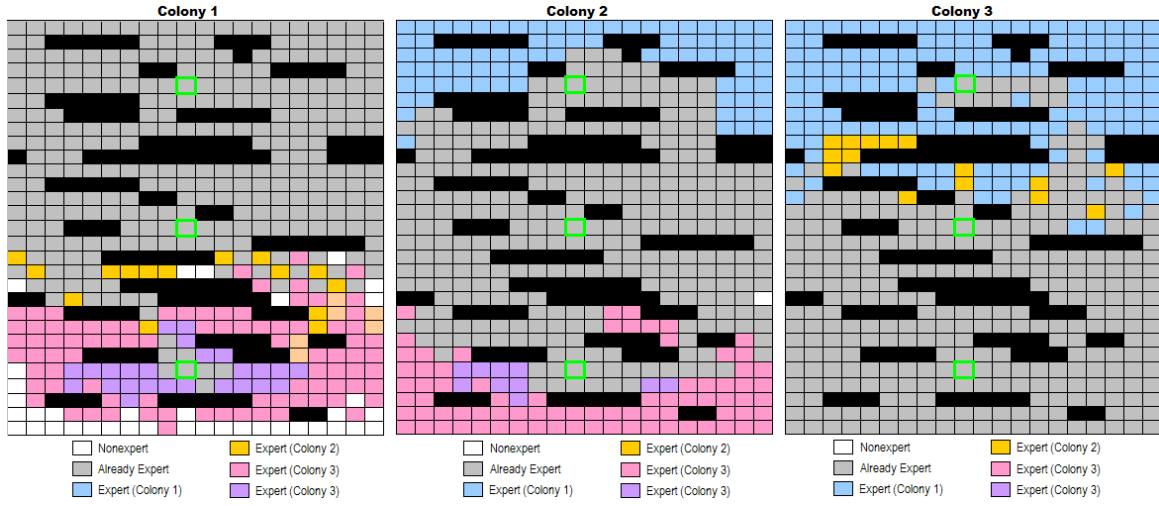 Colony 1 Colony 2 Colony 3
Nonexpert Expert (Colony 2) Nonexpert Expert (Colony 2) Nonexpert Expert (Colony 2)
Already Expert Expert (Colony 3) Already Expert Expert (Colony 3) Already Expert Expert (Colony 3)
Expert (Colony 1) Expert (Colony 3) Expert (Colony 1) Expert (Colony 3) Expert (Colony 1) Expert (Colony 3)